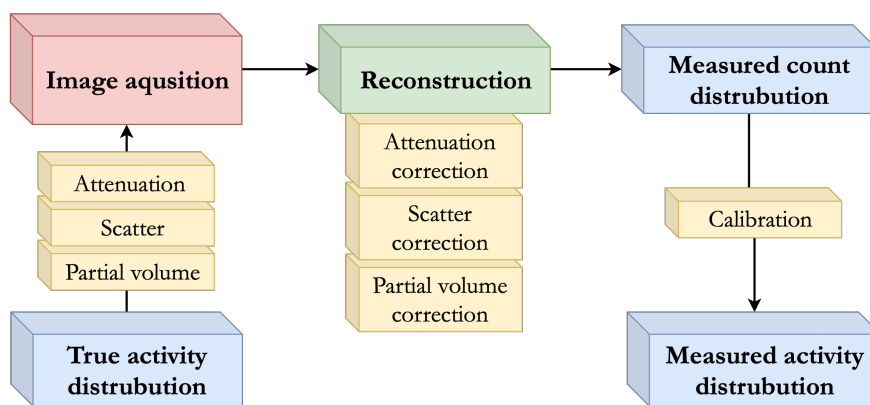 Image aqusition
Reconstruction
Measured count
distrubution
Attenuation
Scatter
Partial volume
Attenuation
correction
Scatter
correction
Partial volume
correction
Calibration
True activity
distrubution
Measured activity
distrubution